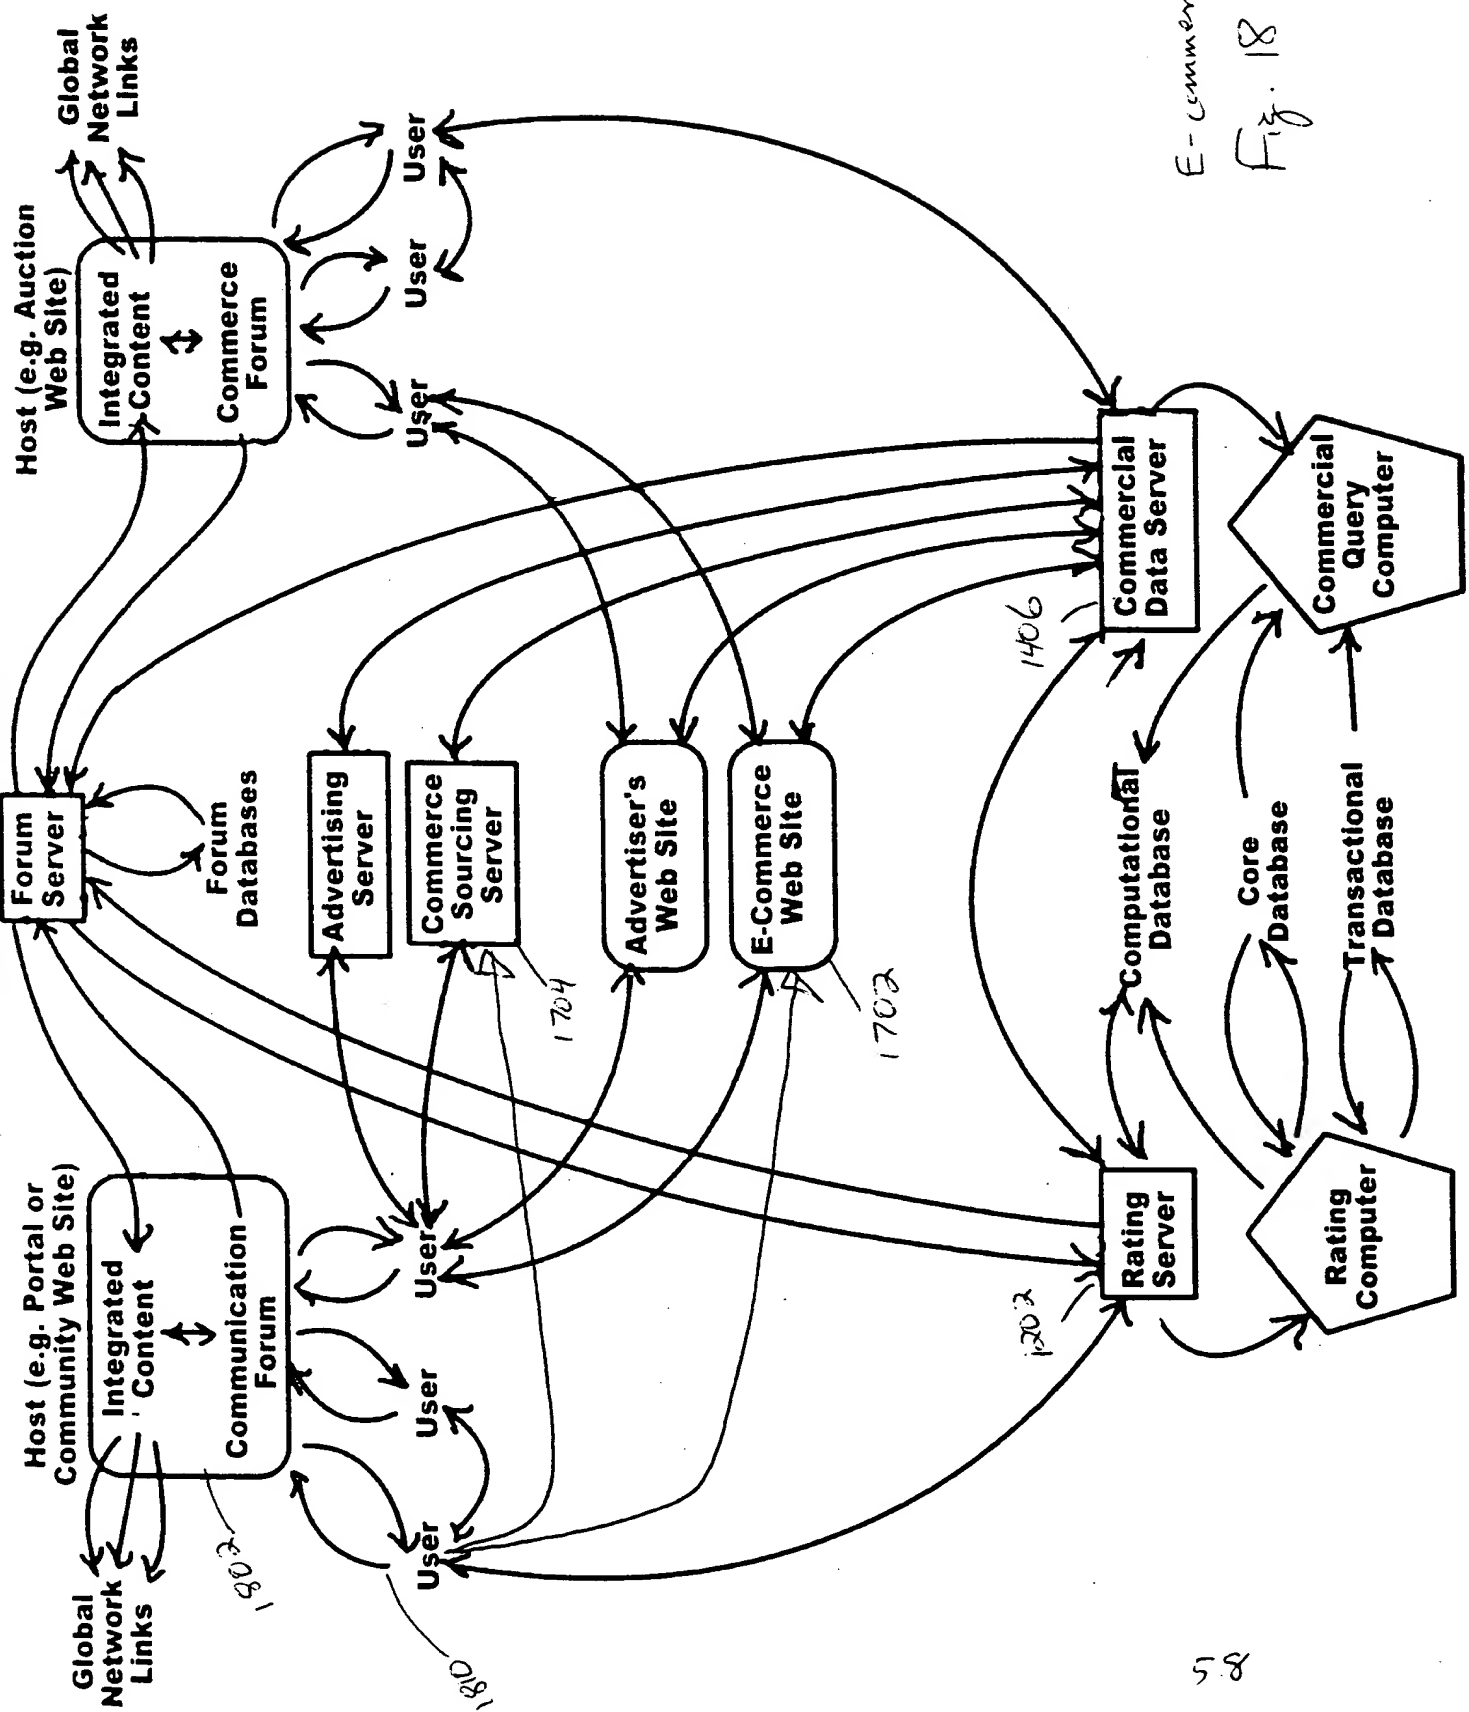 Host (e.g. Portal or
Community Web Site)
Global
Network
Links
Integrated
Content
Communication
Forum
1802
1810
User
User
User
Forum
Server
Forum
Databases
Host (e.g. Auction
Web Site)
Global
Network
Links
Integrated
Content
Commerce
Forum
User
User
User
Advertising
Server
Commerce
Sourcing
Server
1704
Advertiser's
Web Site
E-Commerce
Web Site
1702
1202
Rating
Server
Rating
Computer
Computational
Database
Core
Database
Transactional
Database
1406
Commercial
Data Server
Commercial
Query
Computer
Fig. 18
58